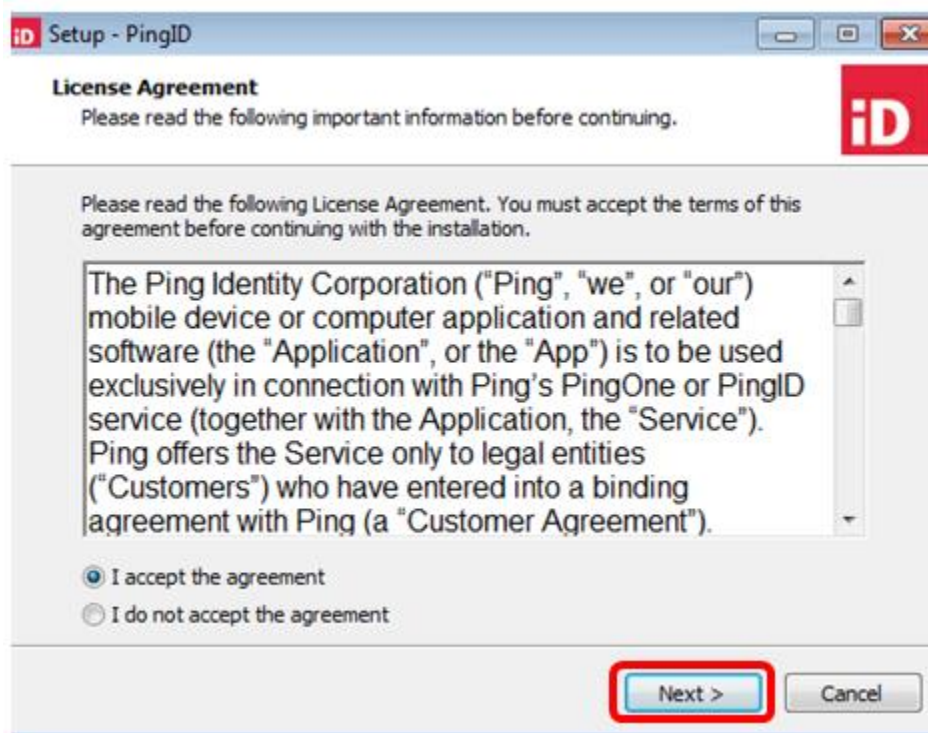 iD Setup - PingID
License Agreement
Please read the following important information before continuing.
iD
Please read the following License Agreement. You must accept the terms of this
agreement before continuing with the installation.
The Ping Identity Corporation (“Ping”, “we”, or “our”)
mobile device or computer application and related
software (the “Application”, or the “App”) is to be used
exclusively in connection with Ping’s PingOne or PingID
service (together with the Application, the “Service”).
Ping offers the Service only to legal entities
(“Customers”) who have entered into a binding
agreement with Ping (a “Customer Agreement”).
I accept the agreement
I do not accept the agreement
Next > Cancel